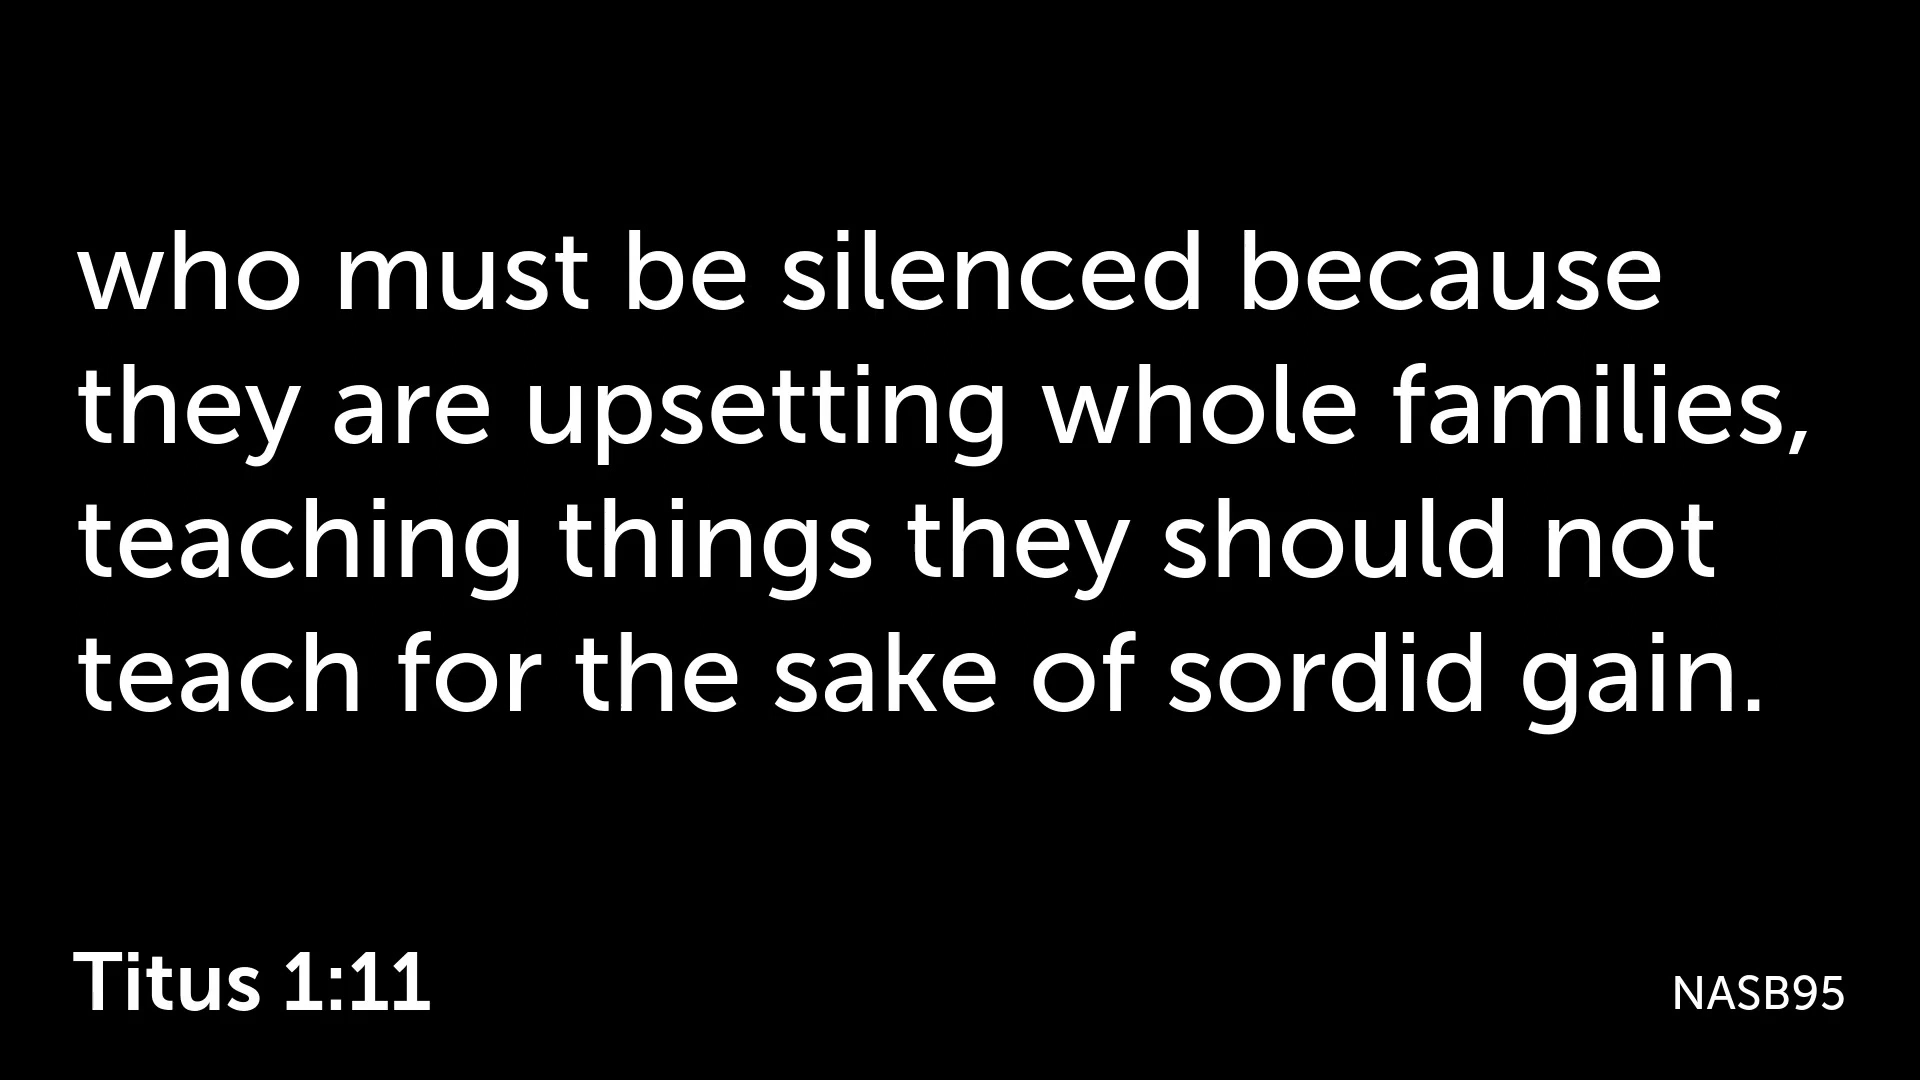 who must be silenced because
they are upsetting whole families,
teaching things they should not
teach for the sake of sordid gain.
Titus 1:11
NASB95